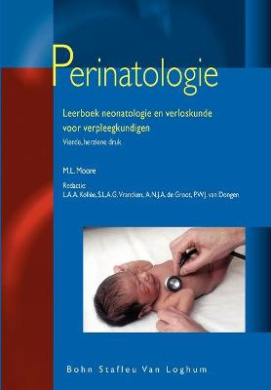 Perinatologie
Leerboek neonatologie en verloskunde
voor verpleegkundigen
Vierde, herziene druk
M.L. Moore
Redactie:
L.A.A. Kollée, S.L.A.G. Vrancken, A.N.J.A. de Groot, P.W.J. van Dongen
Bohn Stafleu Van Loghum